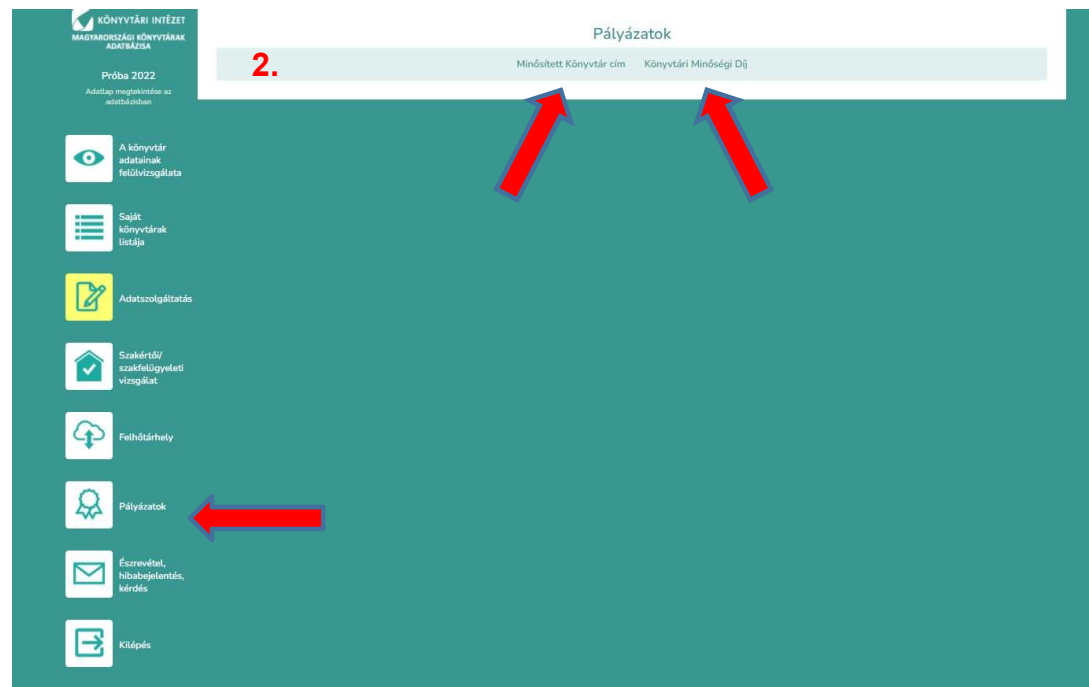 KÖNYVTÁRI INTÉZET
MAGYARORSZÁGI KÖNYVTÁRAK
ADATBÁZISA
Próba 2022
Adatlap megtekintése az
adatbázisban
A könyvtár
adatainak
felülvizsgálata
Saját
könyvtárak
listája
Adatszolgáltatás
Szakértői/
szakfelügyeleti
vizsgálat
Felhőtárhely
Pályázatok
Észrevétel,
hibabejelentés,
kérdés
Kilépés
Pályázatok
2.
Minősített Könyvtár cím Könyvtári Minőségi Díj